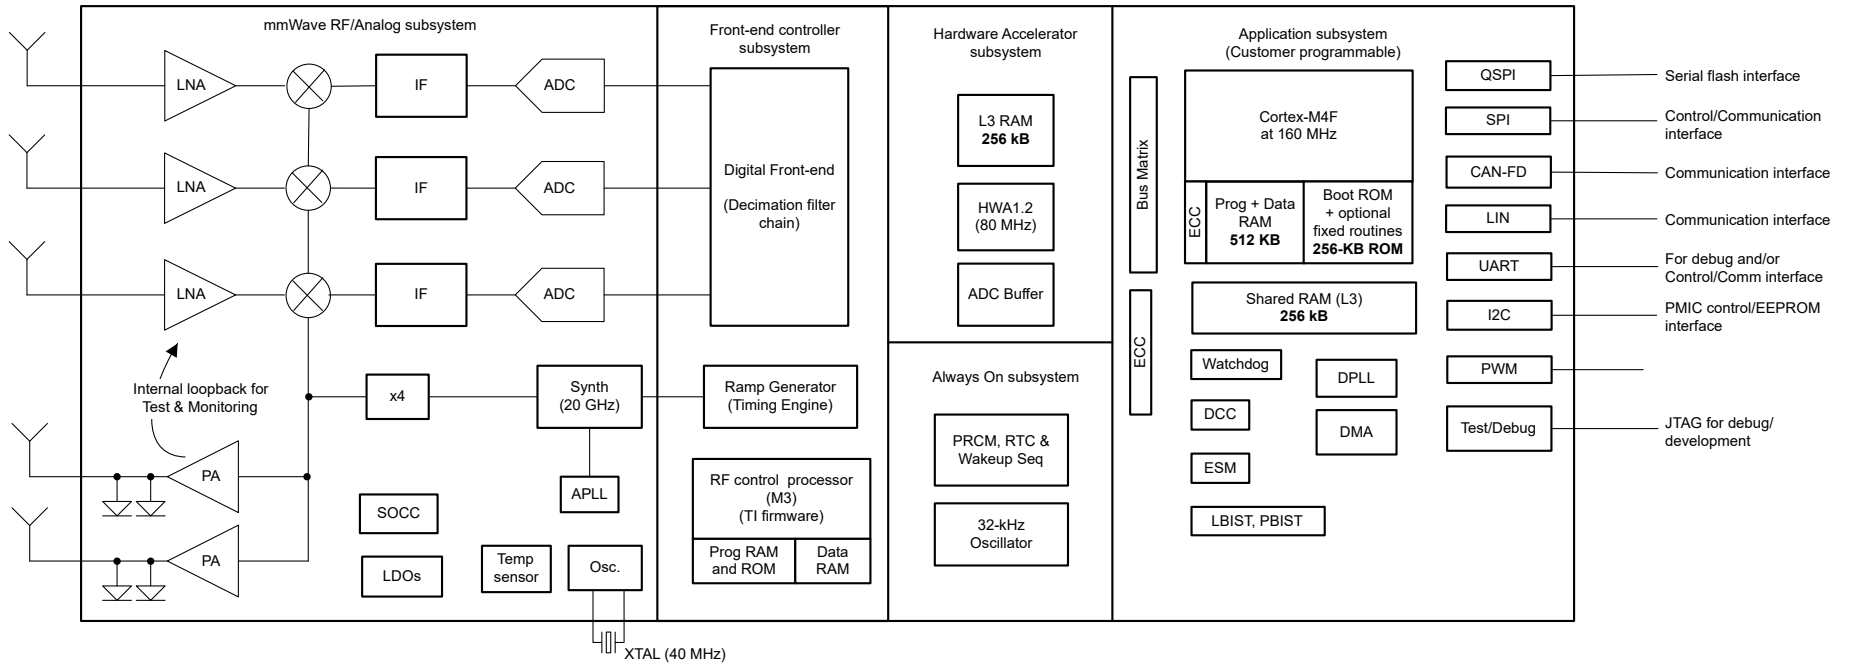 mmWave RF/Analog subsystem
LNA
IF
ADC
LNA
IF
ADC
LNA
IF
ADC
Internal loopback for
Test & Monitoring
x4
Synth
(20 GHz)
PA
APLL
SOCC
PA
LDOs
Temp
sensor
Osc.
XTAL (40 MHz)
Front-end controller
subsystem
Digital Front-end
(Decimation filter
chain)
Ramp Generator
(Timing Engine)
RF control processor
(M3)
(TI firmware)
Prog RAM
and ROM
Data
RAM
Hardware Accelerator
subsystem
L3 RAM
256 kB
HWA1.2
(80 MHz)
ADC Buffer
Always On subsystem
PRCM, RTC &
Wakeup Seq
32-kHz
Oscillator
Application subsystem
(Customer programmable)
Bus Matrix
Cortex-M4F
at 160 MHz
ECC
Prog + Data
RAM
512 KB
Boot ROM
+ optional
fixed routines
256-KB ROM
ECC
Shared RAM (L3)
256 kB
Watchdog
DPLL
DCC
DMA
ESM
LBIST, PBIST
QSPI
Serial flash interface
SPI
Control/Communication
interface
CAN-FD
Communication interface
LIN
Communication interface
UART
For debug and/or
Control/Comm interface
I2C
PMIC control/EEPROM
interface
PWM
Test/Debug
JTAG for debug/
development